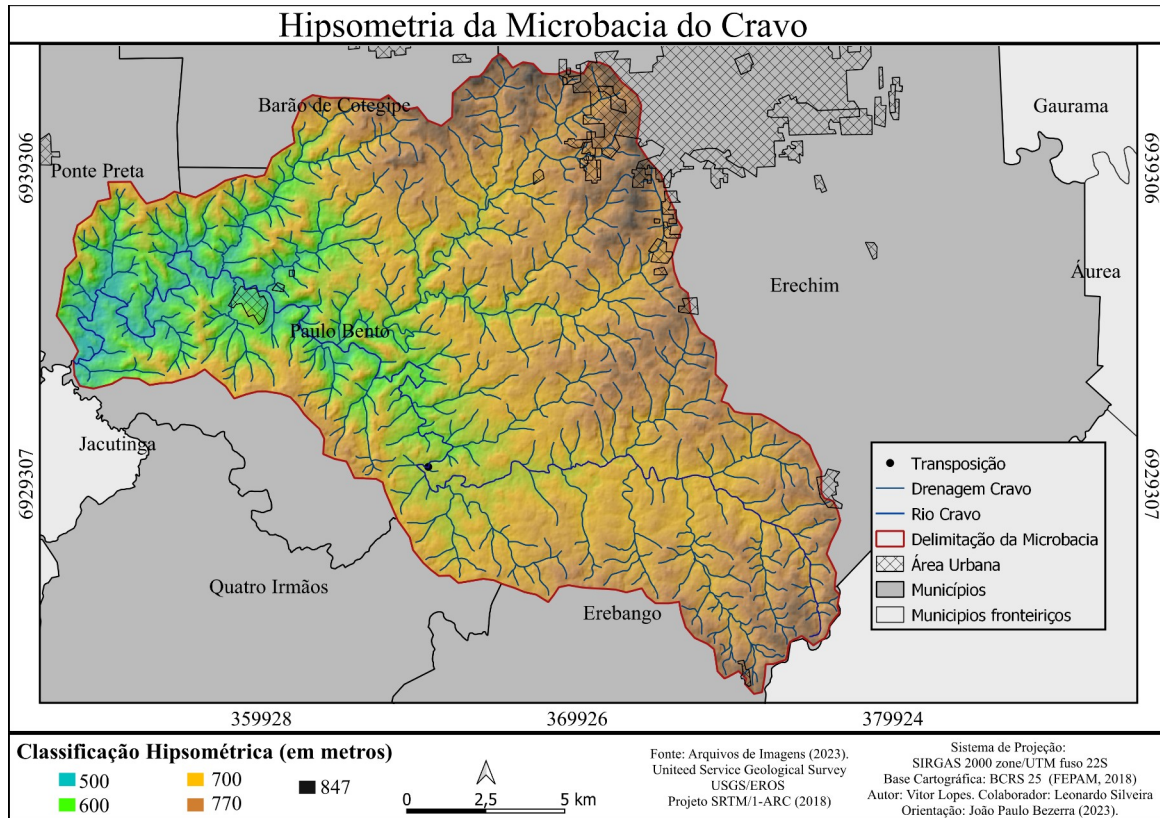 Hipsometria da Microbacia do Cravo
Barão de Cotegipe
Gaurama
6939306
6939306
Ponte Preta
Áurea
Erechim
Paulo Bento
Jacutinga
6929307
6929307
Quatro Irmãos
Erebango
Transposição
Drenagem Cravo
Rio Cravo
Delimitação da Microbacia
Área Urbana
Municípios
Municipios fronteiriços
359928
369926
379924
Classificação Hipsométrica (em metros)
500
600
700
770
847
0 2,5 5 km
Fonte: Arquivos de Imagens (2023).
Uniteed Service Geological Survey
USGS/EROS
Projeto SRTM/1-ARC (2018)
Sistema de Projeção:
SIRGAS 2000 zone/UTM fuso 22S
Base Cartográfica: BCRS 25 (FEPAM, 2018)
Autor: Vitor Lopes. Colaborador: Leonardo Silveira
Orientação: João Paulo Bezerra (2023).